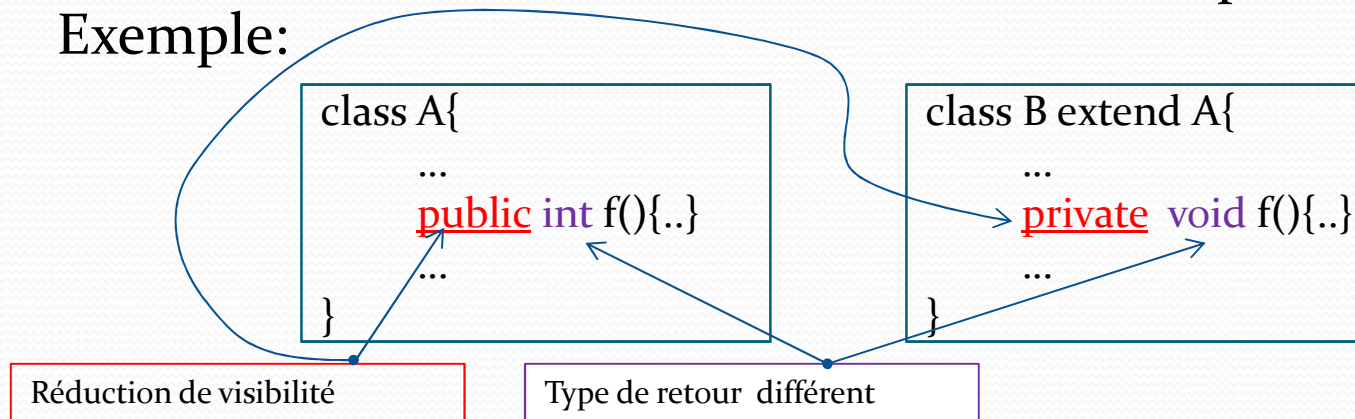 Exemple:
class A{
...
public int f(){..}
...
}
class B extend A{
...
private void f(){..}
...
}
Réduction de visibilité
Type de retour différent